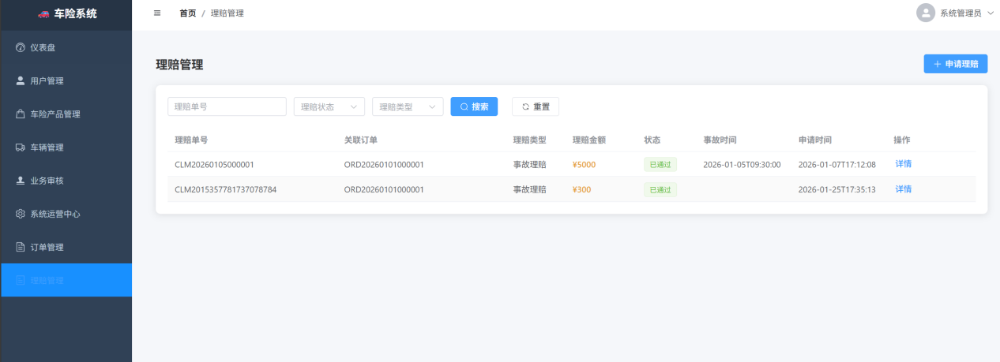 车险系统
首页 / 理赔管理
系统管理员
仪表盘
用户管理
车险产品管理
车辆管理
业务审核
系统运营中心
订单管理
理赔管理
理赔管理
+ 申请理赔
理赔单号 理赔状态 理赔类型 搜索 重置
理赔单号 关联订单 理赔类型 理赔金额 状态 事故时间 申请时间 操作
CLM20260105000001 ORD20260101000001 事故理赔 ¥5000 已通过 2026-01-05T09:30:00 2026-01-07T17:12:08 详情
CLM2015357781737078784 ORD20260101000001 事故理赔 ¥300 已通过 2026-01-25T17:35:13 详情